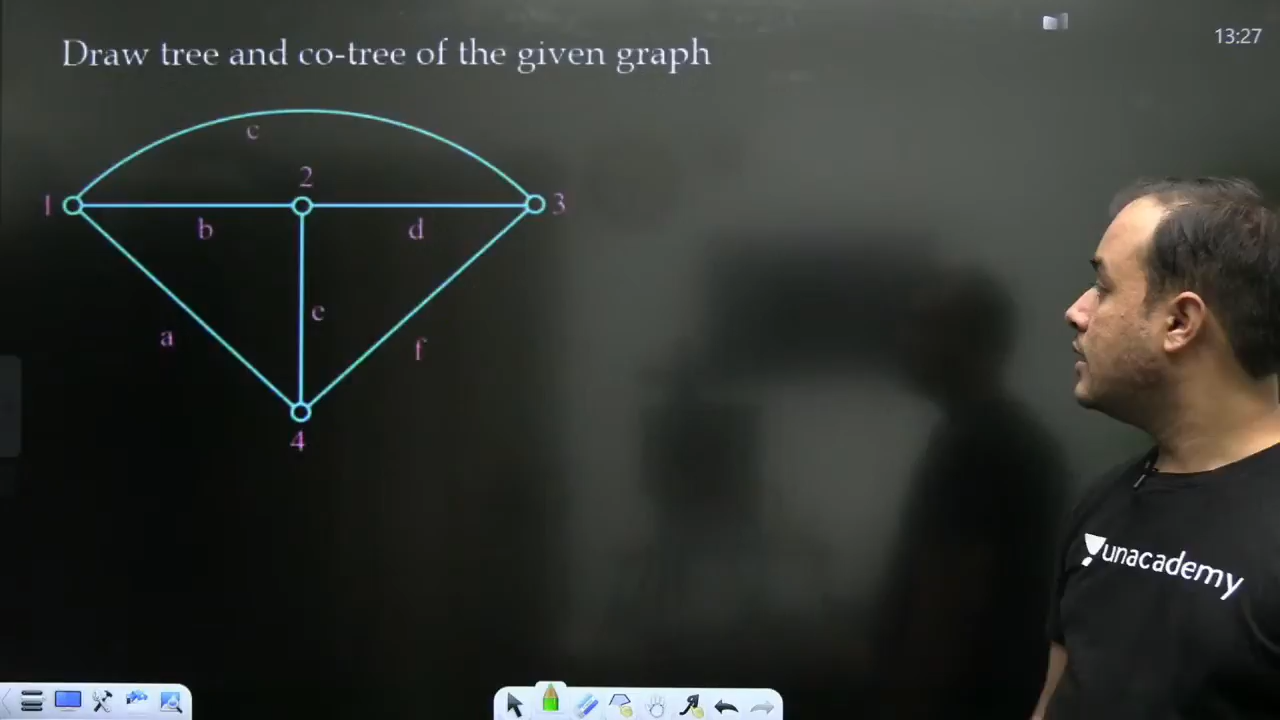 13:27
Draw tree and co-tree of the given graph
c
2
1
3
b
d
e
a
f
4
unacademy